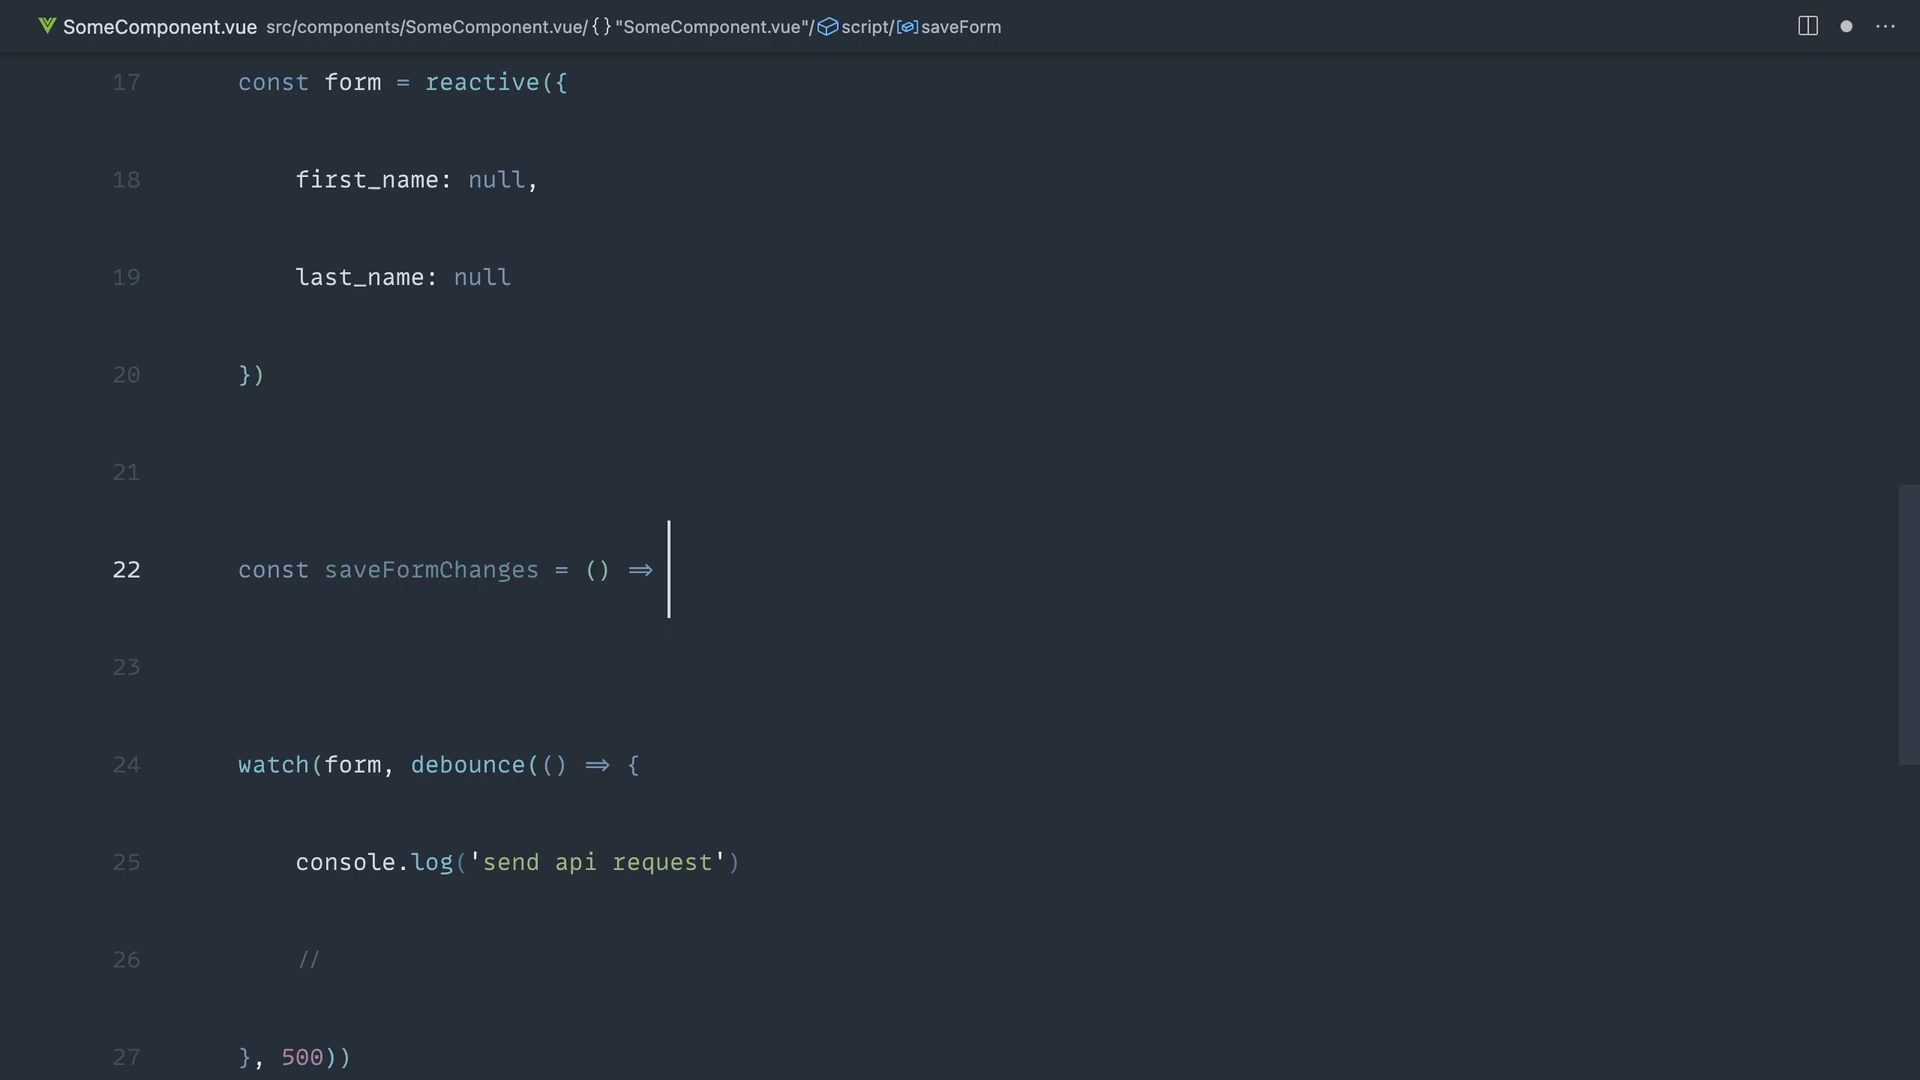 SomeComponent.vue src/components/SomeComponent.vue/{} "SomeComponent.vue"/script/saveForm
17 const form = reactive({
18 first_name: null,
19 last_name: null
20 })
21
22 const saveFormChanges = () =>
23
24 watch(form, debounce(() => {
25 console.log('send api request')
26 //
27 }, 500))